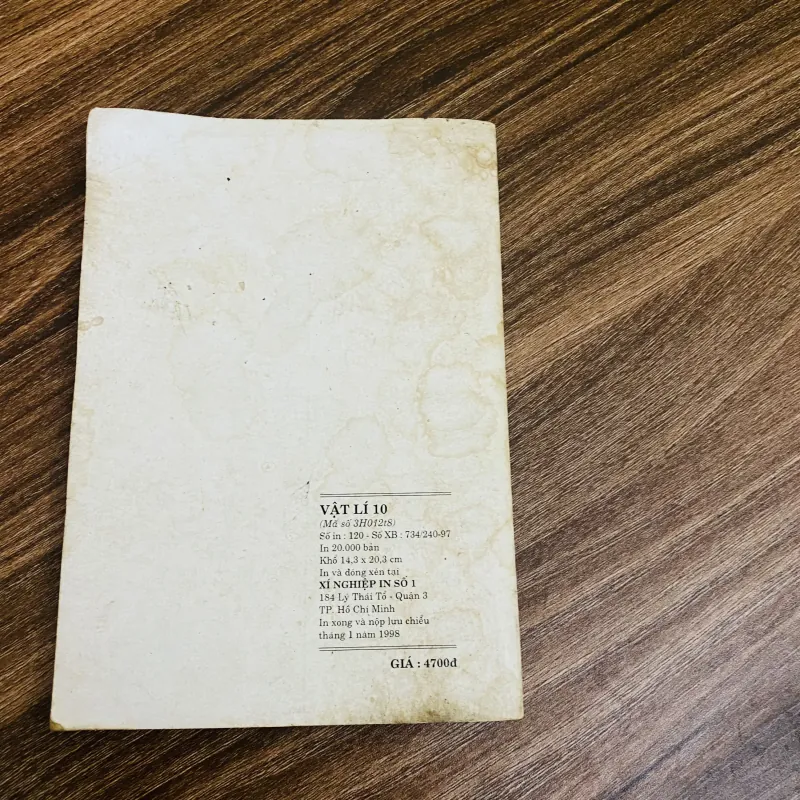 VẬT LÍ 10
(Mã số 3H012t8)
Số in : 120 - Số XB : 734/240-97
In 20.000 bản
Khổ 14,3 x 20,3 cm
In và đóng xén tại
XÍ NGHIỆP IN SỐ 1
184 Lý Thái Tổ - Quận 3
TP. Hồ Chí Minh
In xong và nộp lưu chiểu
tháng 1 năm 1998
GIÁ : 4700đ